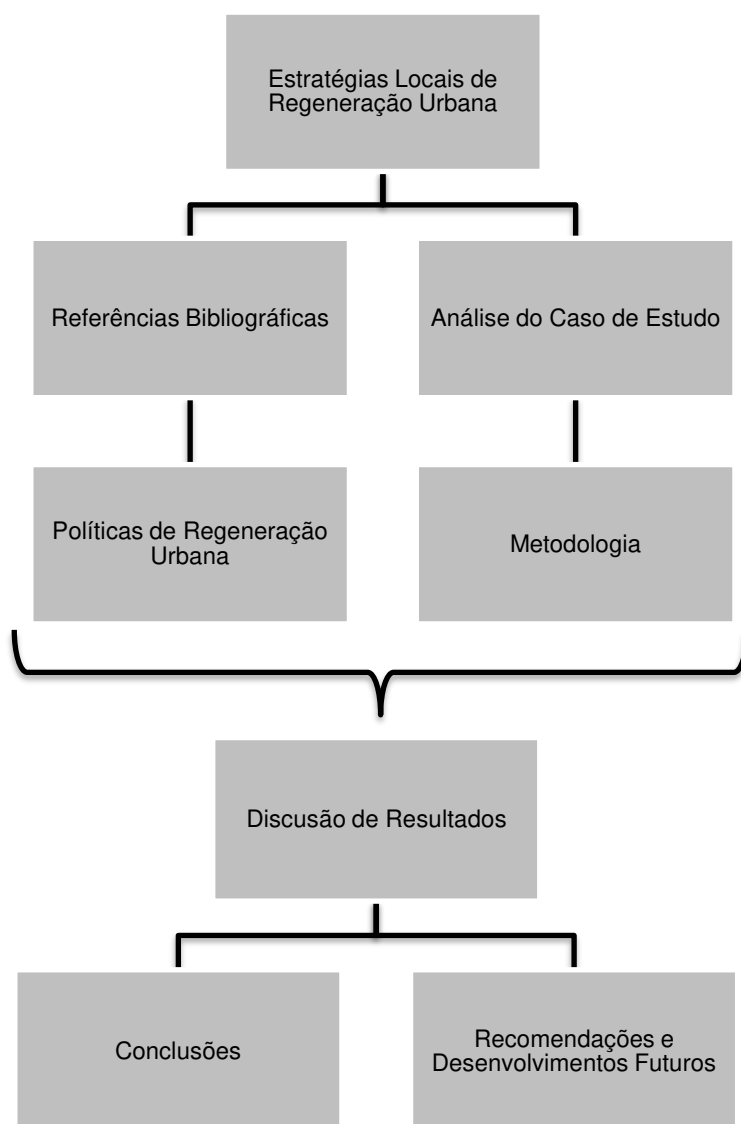 Estratégias Locais de
Regeneração Urbana
Referências Bibliográficas
Análise do Caso de Estudo
Políticas de Regeneração
Urbana
Metodologia
Discusão de Resultados
Conclusões
Recomendações e
Desenvolvimentos Futuros